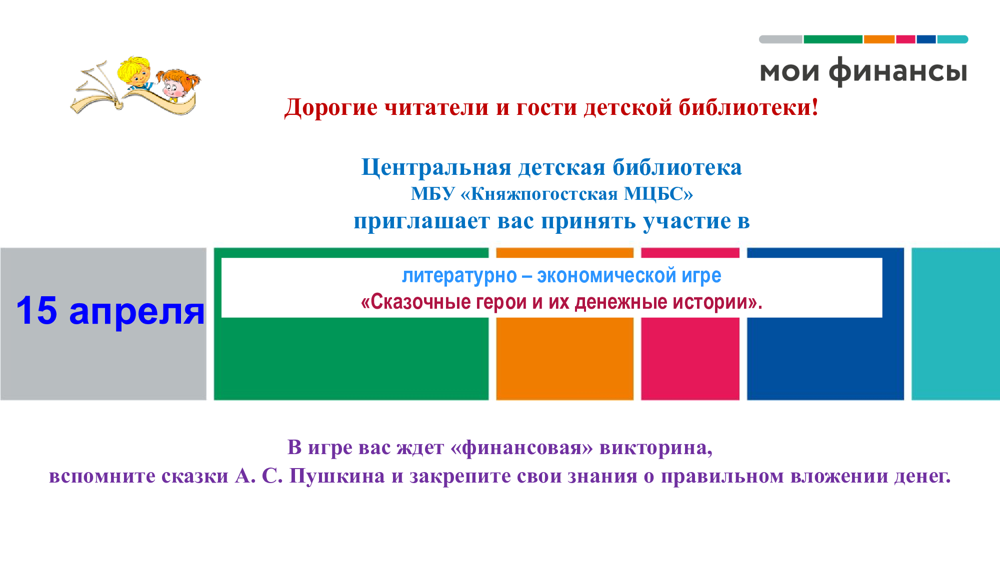 мои финансы
Дорогие читатели и гости детской библиотеки!
Центральная детская библиотека
МБУ «Княжпогостская МЦБС»
приглашает вас принять участие в
литературно – экономической игре
«Сказочные герои и их денежные истории».
15 апреля
В игре вас ждет «финансовая» викторина,
вспомните сказки А. С. Пушкина и закрепите свои знания о правильном вложении денег.